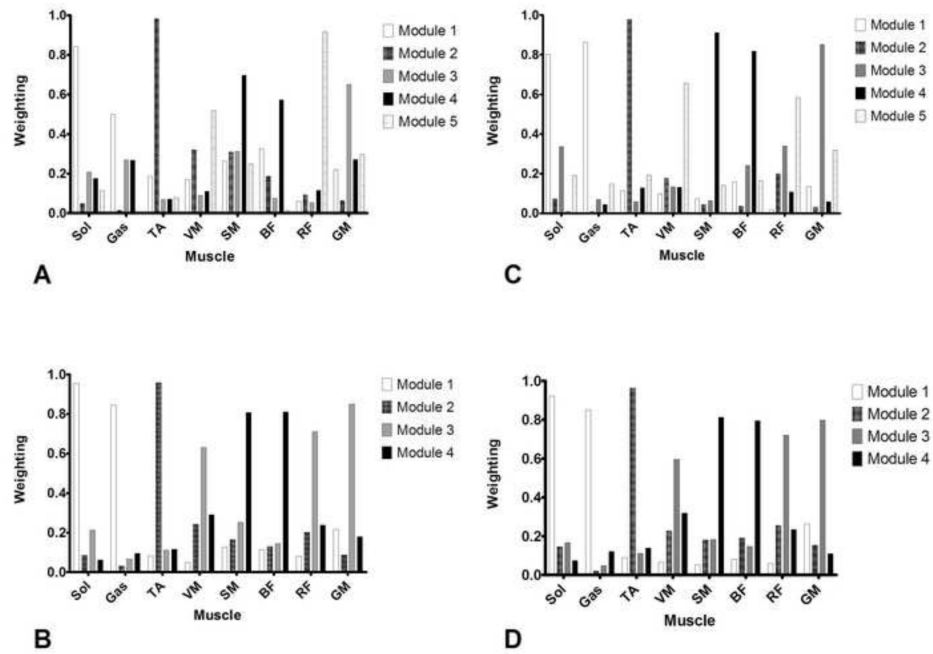 1.0
0.8
0.6
0.4
0.2
0.0
Weighting
Sol
Gas
TA
VM
SM
BF
RF
GM
Muscle
Module 1
Module 2
Module 3
Module 4
Module 5
A
1.0
0.8
0.6
0.4
0.2
0.0
Weighting
Sol
Gas
TA
VM
SM
BF
RF
GM
Muscle
Module 1
Module 2
Module 3
Module 4
Module 5
C
1.0
0.8
0.6
0.4
0.2
0.0
Weighting
Sol
Gas
TA
VM
SM
BF
RF
GM
Muscle
Module 1
Module 2
Module 3
Module 4
B
1.0
0.8
0.6
0.4
0.2
0.0
Weighting
Sol
Gas
TA
VM
SM
BF
RF
GM
Muscle
Module 1
Module 2
Module 3
Module 4
D